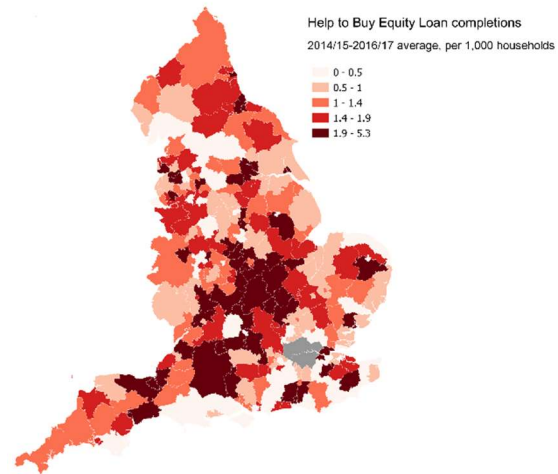 Help to Buy Equity Loan completions
2014/15-2016/17 average, per 1,000 households
0 - 0.5
0.5 - 1
1 - 1.4
1.4 - 1.9
1.9 - 5.3